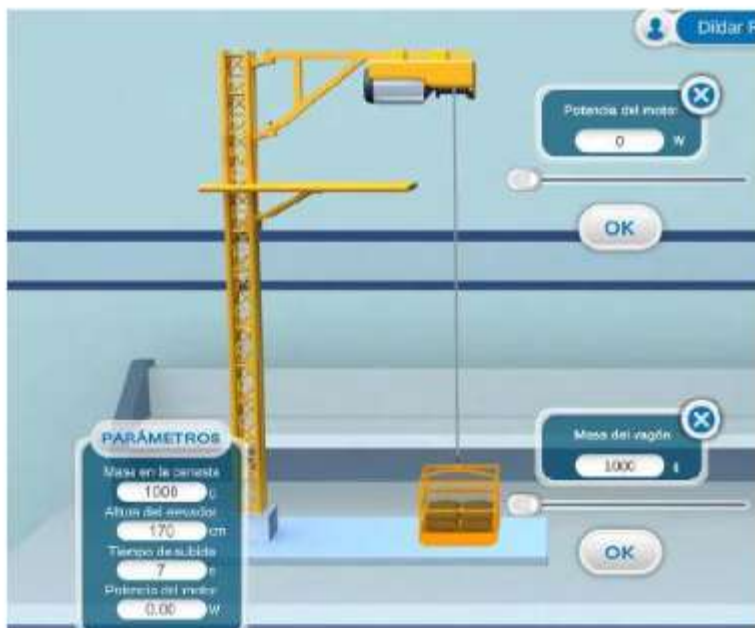 Dildar F
Potencia del motor
0 W
OK
Masa del vagón
1000 g
OK
PARÁMETROS
Masa en la canasta
1000 g
Altura del elevador
170 cm
Tiempo de subida
7 s
Potencia del motor
0.00 W